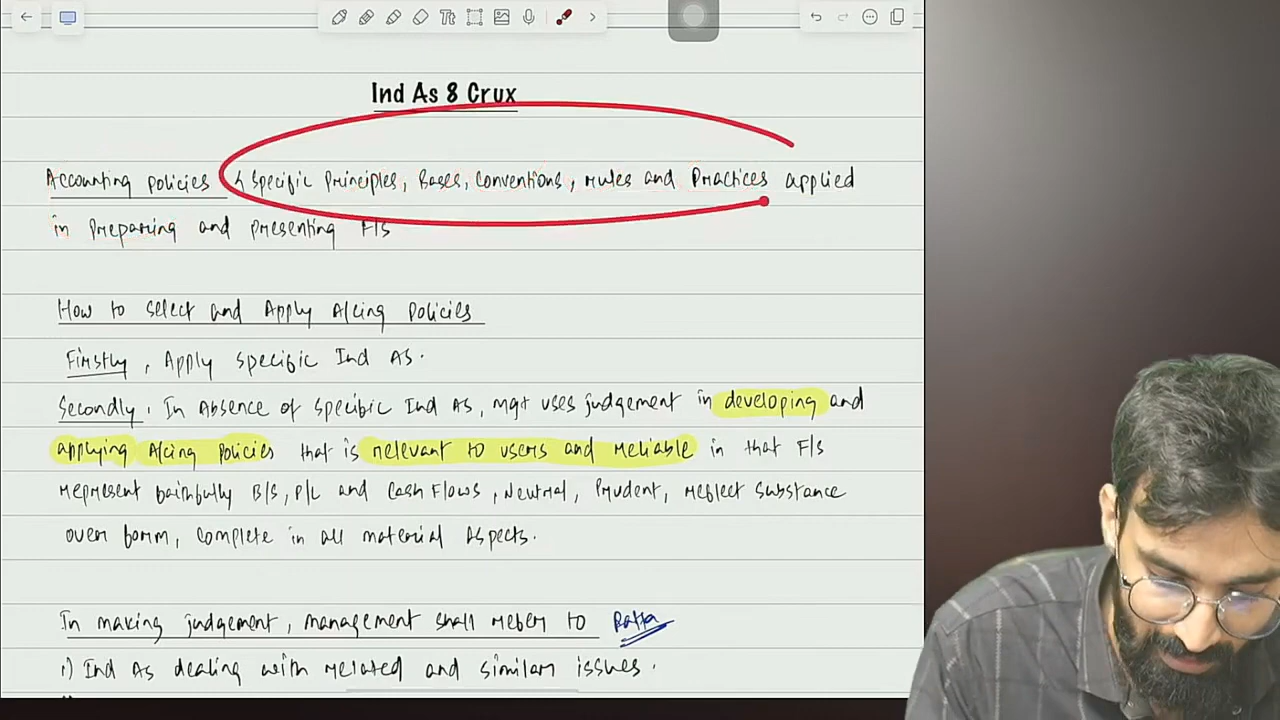 Ind As 8 Crux
Accounting policies ↳ specific Principles, Bases, conventions, rules and Practices applied
in Preparing and presenting F/S
How to select and Apply A/cing policies
Firstly, Apply specific Ind AS.
Secondly, In Absence of specific Ind AS, mgt uses judgement in developing and
applying A/cing policies that is relevant to users and reliable in that F/S
represent faithfully B/S, P/L and Cash Flows, Neutral, Prudent, reflect substance
over form, complete in all material Aspects.
In making judgement, management shall refer to
i) Ind As dealing with related and similar issues.